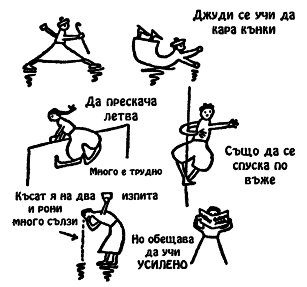 Джуди се учи да
кара кънки
Да прескача
летва
Много е трудно
Също да се
спуска по
въже
Късат я на два изпита
и рони
много сълзи
Но обещава
да учи
УСИЛЕНО